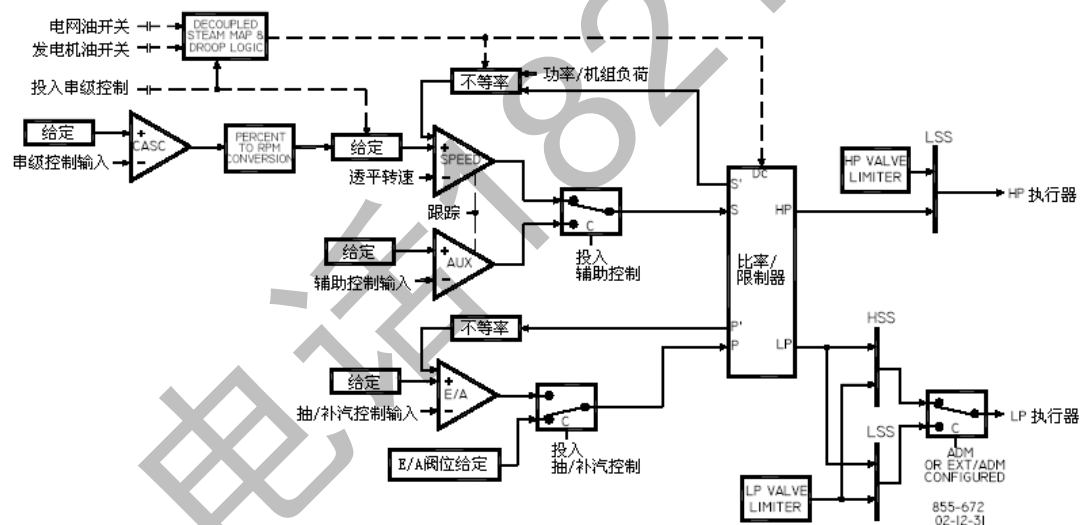 电网油开关
发电机油开关
DECOUPLED
STEAM MAP &
DROOP LOGIC
投入串级控制
不等率
功率/机组负荷
给定
+
CASC
-
串级控制输入
PERCENT
TO RPM
CONVERSION
给定
+
+
SPEED
-
透平转速
跟踪
给定
+
AUX
-
辅助控制输入
C
投入
辅助控制
DC
S'
S
HP
比率/
限制器
P'
P
LP
HP VALVE
LIMITER
LSS
HP 执行器
不等率
给定
+
+
E/A
-
抽/补汽控制输入
E/A阀位给定
C
投入
抽/补汽控制
HSS
LSS
LP VALVE
LIMITER
C
LP 执行器
ADM
OR EXT/ADM
CONFIGURED
855-672
02-12-31
电话182